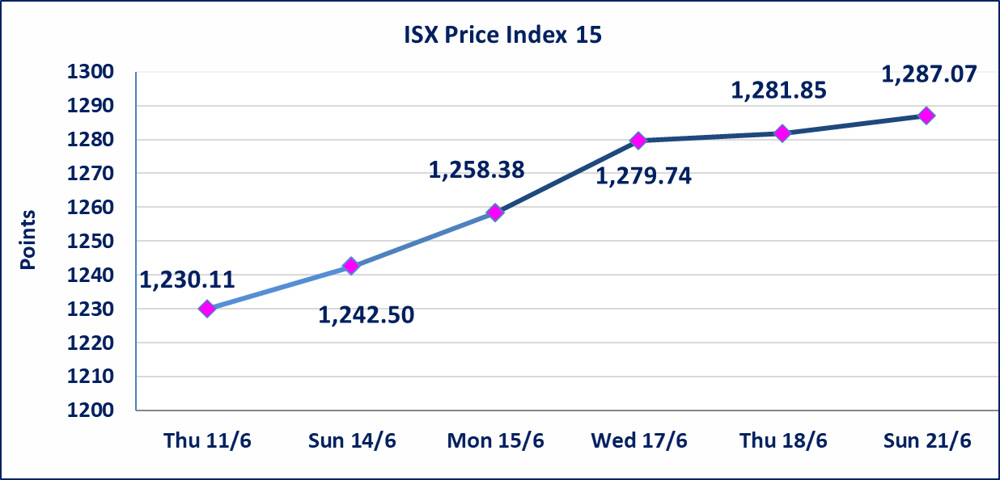 ISX Price Index 15
1300
1290
1280
1270
1260
1250
1240
1230
1220
1210
1200
Points
1,230.11
1,242.50
1,258.38
1,279.74
1,281.85
1,287.07
Thu 11/6
Sun 14/6
Mon 15/6
Wed 17/6
Thu 18/6
Sun 21/6